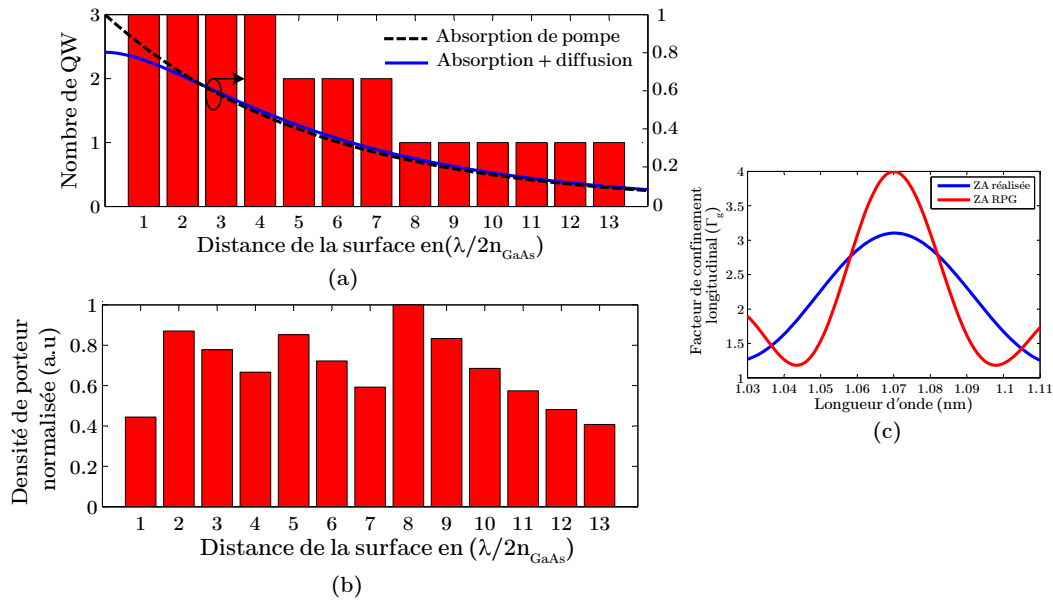 Nombre de QW
3
2
1
0
1
0.8
0.6
0.4
0.2
0
Absorption de pompe
Absorption + diffusion
1 2 3 4 5 6 7 8 9 10 11 12 13
Distance de la surface en(λ/2n_GaAs)
(a)
Densité de porteur
normalisée (a.u)
1
0.8
0.6
0.4
0.2
0
1 2 3 4 5 6 7 8 9 10 11 12 13
Distance de la surface en (λ/2n_GaAs)
(b)
Facteur de confinement
longitudinal (Γ_g)
4
3.5
3
2.5
2
1.5
1
ZA réalisée
ZA RPG
1.03 1.04 1.05 1.06 1.07 1.08 1.09 1.1 1.11
Longueur d'onde (nm)
(c)